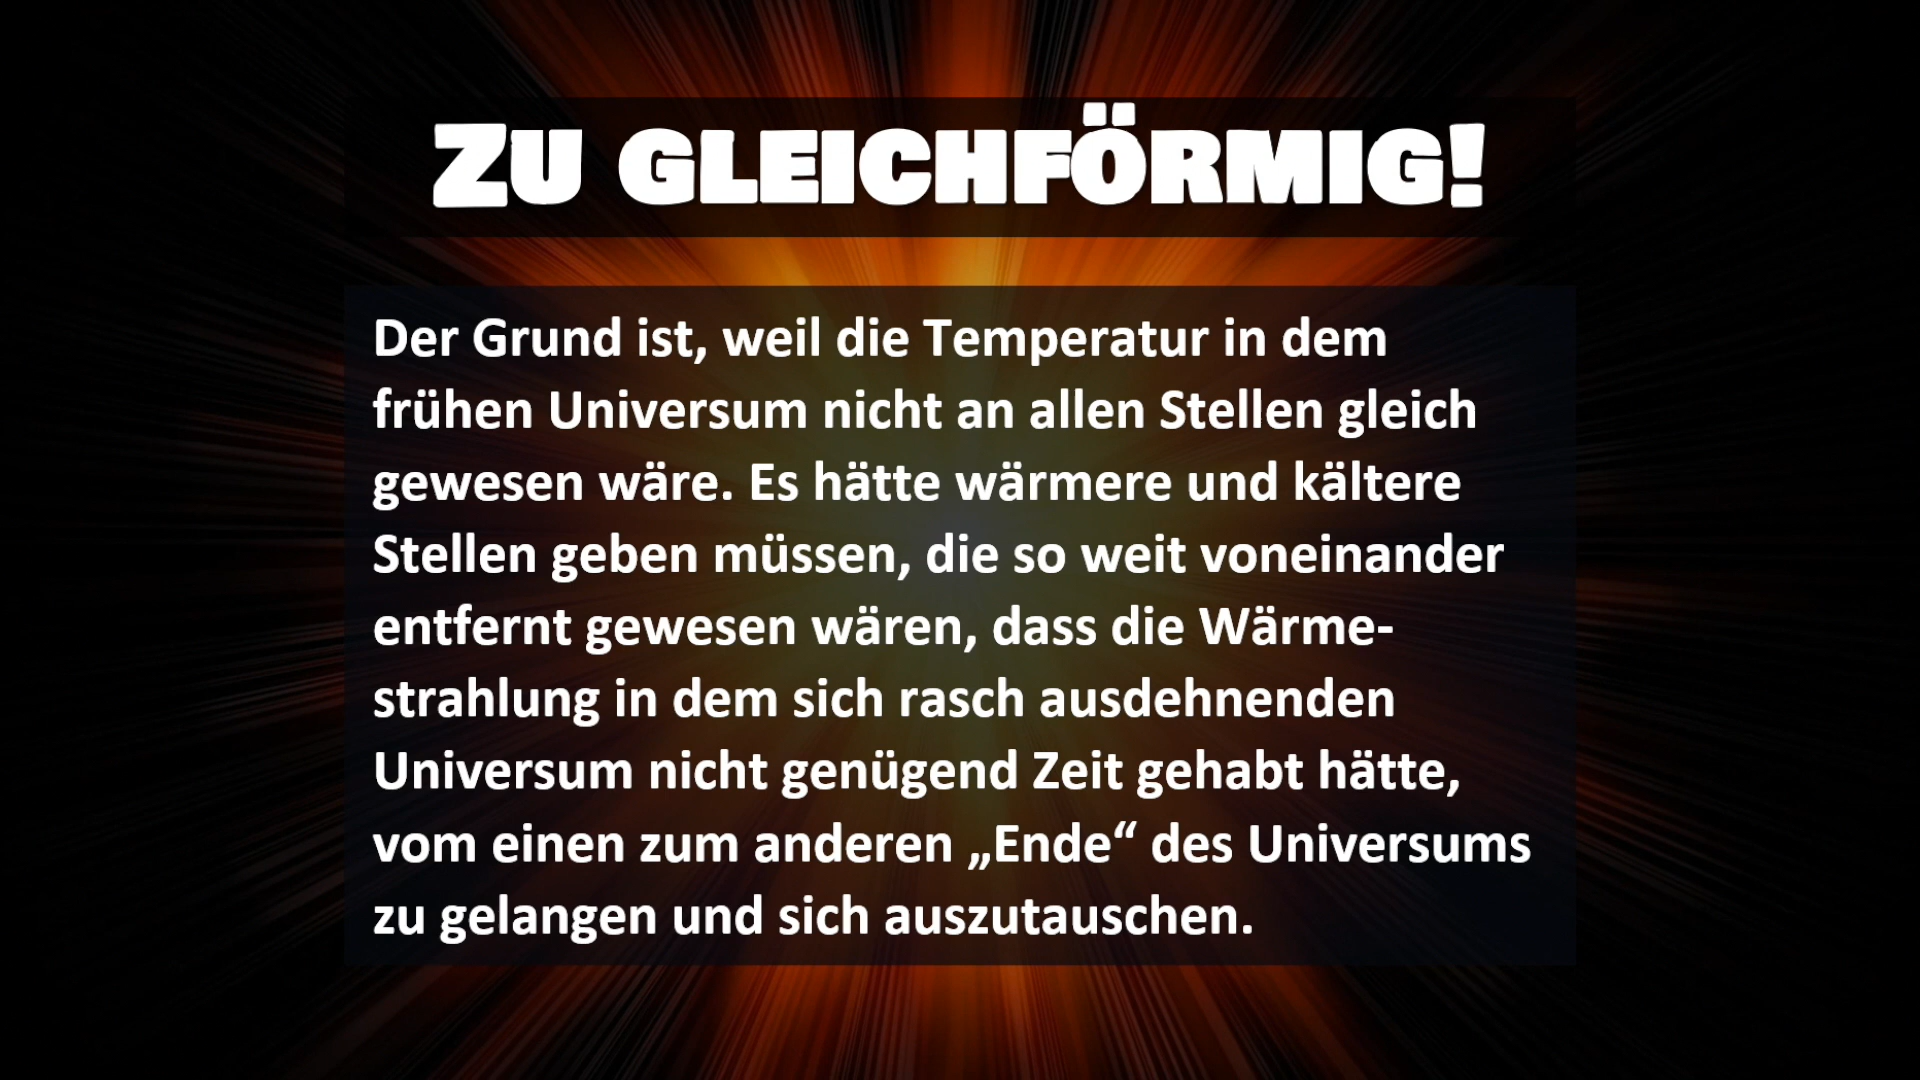 Zu gleichförmig!
Der Grund ist, weil die Temperatur in dem
frühen Universum nicht an allen Stellen gleich
gewesen wäre. Es hätte wärmere und kältere
Stellen geben müssen, die so weit voneinander
entfernt gewesen wären, dass die Wärme-
strahlung in dem sich rasch ausdehnenden
Universum nicht genügend Zeit gehabt hätte,
vom einen zum anderen „Ende“ des Universums
zu gelangen und sich auszutauschen.